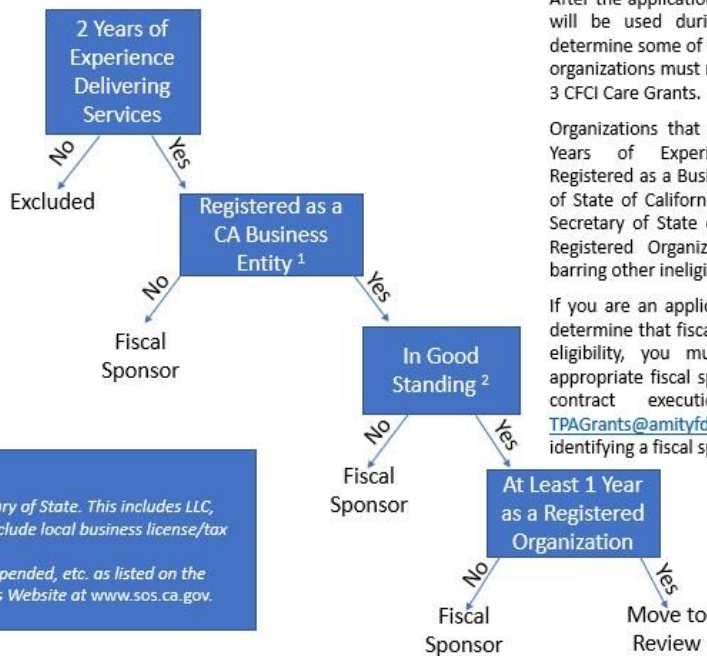 After the application
will be used duri
determine some of
organizations must
3 CFCI Care Grants.
Organizations that
Years of Experi
Registered as a Busi
of State of Californ
Secretary of State
Registered Organiz
barring other ineligi
If you are an applic
determine that fisca
eligibility, you mu
appropriate fiscal sp
contract executi
TPAGrants@amityfd
identifying a fiscal sp
2 Years of
Experience
Delivering
Services
No
Yes
Excluded
Registered as a
CA Business
Entity 1
No
Yes
Fiscal
Sponsor
In Good
Standing 2
No
Yes
Fiscal
Sponsor
At Least 1 Year
as a Registered
Organization
No
Yes
Fiscal
Sponsor
Move to
Review
ry of State. This includes LLC,
clude local business license/tax
pended, etc. as listed on the
s Website at www.sos.ca.gov.